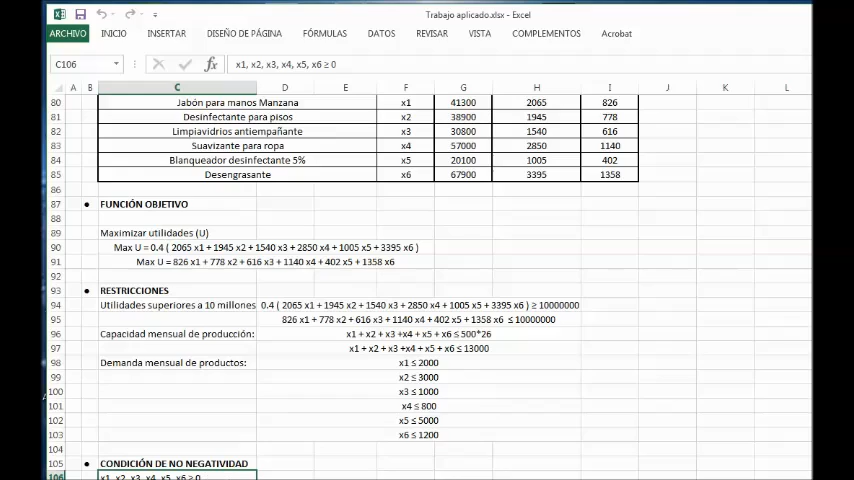 Trabajo aplicado.xlsx - Excel
ARCHIVO INICIO INSERTAR DISEÑO DE PÁGINA FÓRMULAS DATOS REVISAR VISTA COMPLEMENTOS Acrobat
C106 fx x1, x2, x3, x4, x5, x6 ≥ 0
A B C D E F G H I J K L
80 Jabón para manos Manzana x1 41300 2065 826
81 Desinfectante para pisos x2 38900 1945 778
82 Limpiavidrios antiempañante x3 30800 1540 616
83 Suavizante para ropa x4 57000 2850 1140
84 Blanqueador desinfectante 5% x5 20100 1005 402
85 Desengrasante x6 67900 3395 1358
86
87 ● FUNCIÓN OBJETIVO
88
89 Maximizar utilidades (U)
90 Max U = 0.4 ( 2065 x1 + 1945 x2 + 1540 x3 + 2850 x4 + 1005 x5 + 3395 x6 )
91 Max U = 826 x1 + 778 x2 + 616 x3 + 1140 x4 + 402 x5 + 1358 x6
92
93 ● RESTRICCIONES
94 Utilidades superiores a 10 millones 0.4 ( 2065 x1 + 1945 x2 + 1540 x3 + 2850 x4 + 1005 x5 + 3395 x6 ) ≥ 10000000
95 826 x1 + 778 x2 + 616 x3 + 1140 x4 + 402 x5 + 1358 x6 ≤ 10000000
96 Capacidad mensual de producción: x1 + x2 + x3 +x4 + x5 + x6 ≤ 500*26
97 x1 + x2 + x3 +x4 + x5 + x6 ≤ 13000
98 Demanda mensual de productos: x1 ≤ 2000
99 x2 ≤ 3000
100 x3 ≤ 1000
101 x4 ≤ 800
102 x5 ≤ 5000
103 x6 ≤ 1200
104
105 ● CONDICIÓN DE NO NEGATIVIDAD
106 x1, x2, x3, x4, x5, x6 ≥ 0